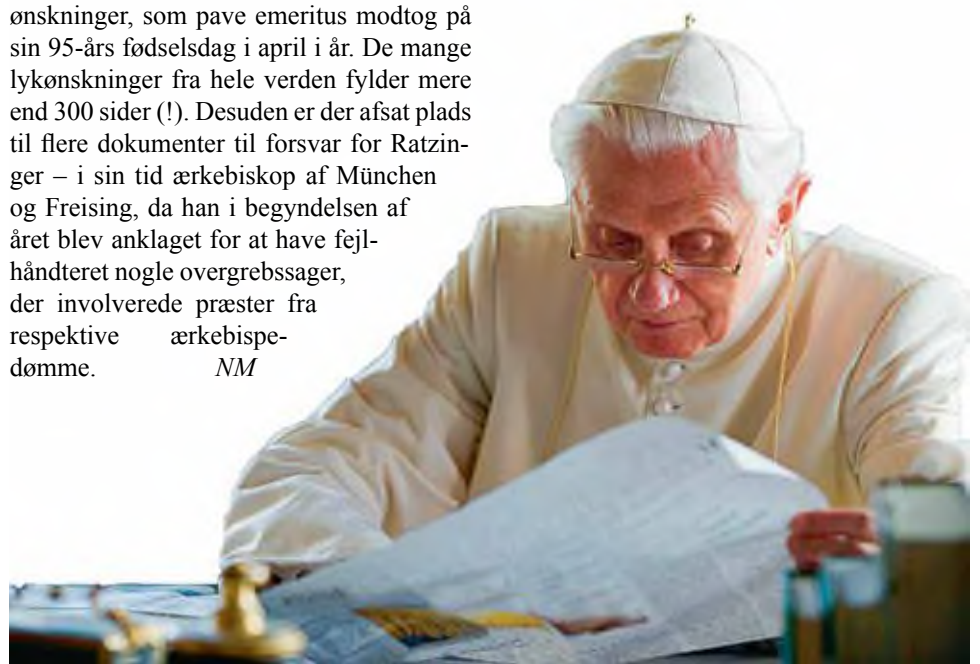 ønskninger, som pave emeritus modtog på
sin 95-års fødselsdag i april i år. De mange
lykønskninger fra hele verden fylder mere
end 300 sider (!). Desuden er der afsat plads
til flere dokumenter til forsvar for Ratzin-
ger – i sin tid ærkebiskop af München
og Freising, da han i begyndelsen af
året blev anklaget for at have fejl-
håndteret nogle overgrebssager,
der involverede præster fra
respektive ærkebispe-
dømme. NM